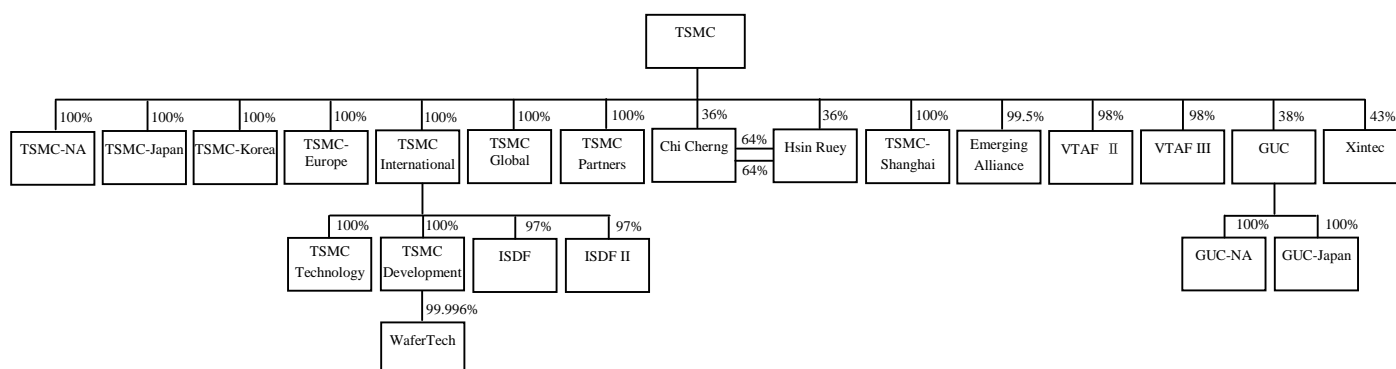 TSMC
100%
100%
100%
100%
100%
100%
100%
36%
36%
100%
99.5%
98%
98%
38%
43%
TSMC-NA
TSMC-Japan
TSMC-Korea
TSMC-
Europe
TSMC
International
TSMC
Global
TSMC
Partners
Chi Cherng
64%
64%
Hsin Ruey
TSMC-
Shanghai
Emerging
Alliance
VTAF Ⅱ
VTAF III
GUC
Xintec
100%
100%
97%
97%
100%
100%
TSMC
Technology
TSMC
Development
ISDF
ISDF II
GUC-NA
GUC-Japan
99.996%
WaferTech